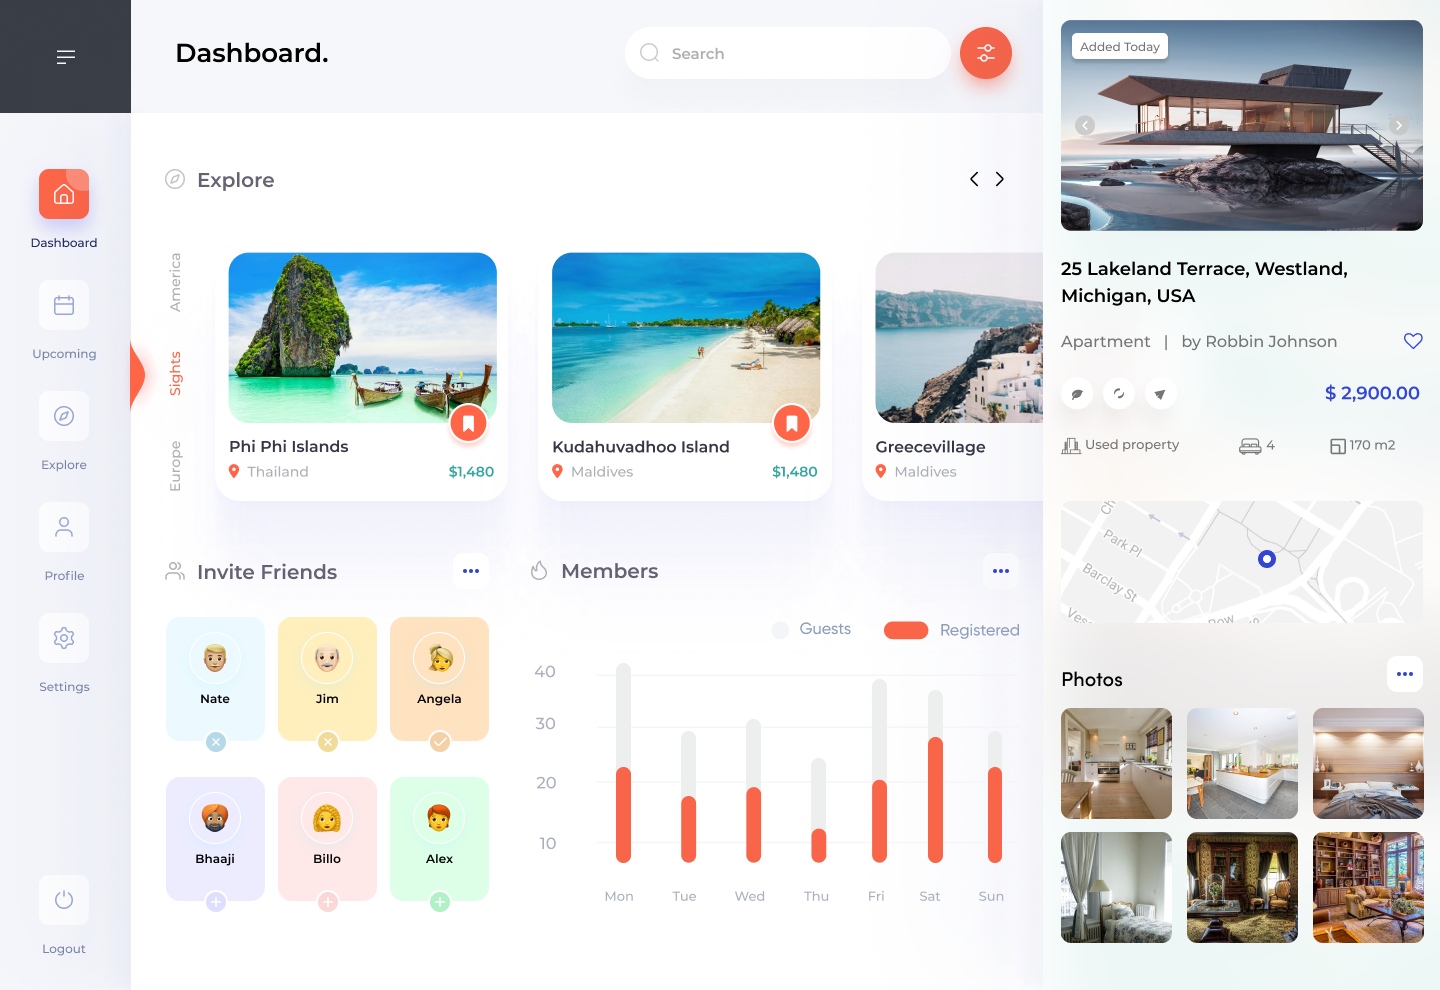 Dashboard.
Search
Dashboard
Upcoming
Explore
Profile
Settings
Logout
Explore
America
Sights
Europe
Phi Phi Islands
Thailand
$1,480
Kudahuvadhoo Island
Maldives
$1,480
Greecevillage
Maldives
Invite Friends
Nate
Jim
Angela
Bhaaji
Billo
Alex
Members
Guests
Registered
40
30
20
10
Mon
Tue
Wed
Thu
Fri
Sat
Sun
Added Today
25 Lakeland Terrace, Westland,
Michigan, USA
Apartment | by Robbin Johnson
$ 2,900.00
Used property
4
170 m2
Ch
Park Pl
Barclay St
Ves
Row
Photos